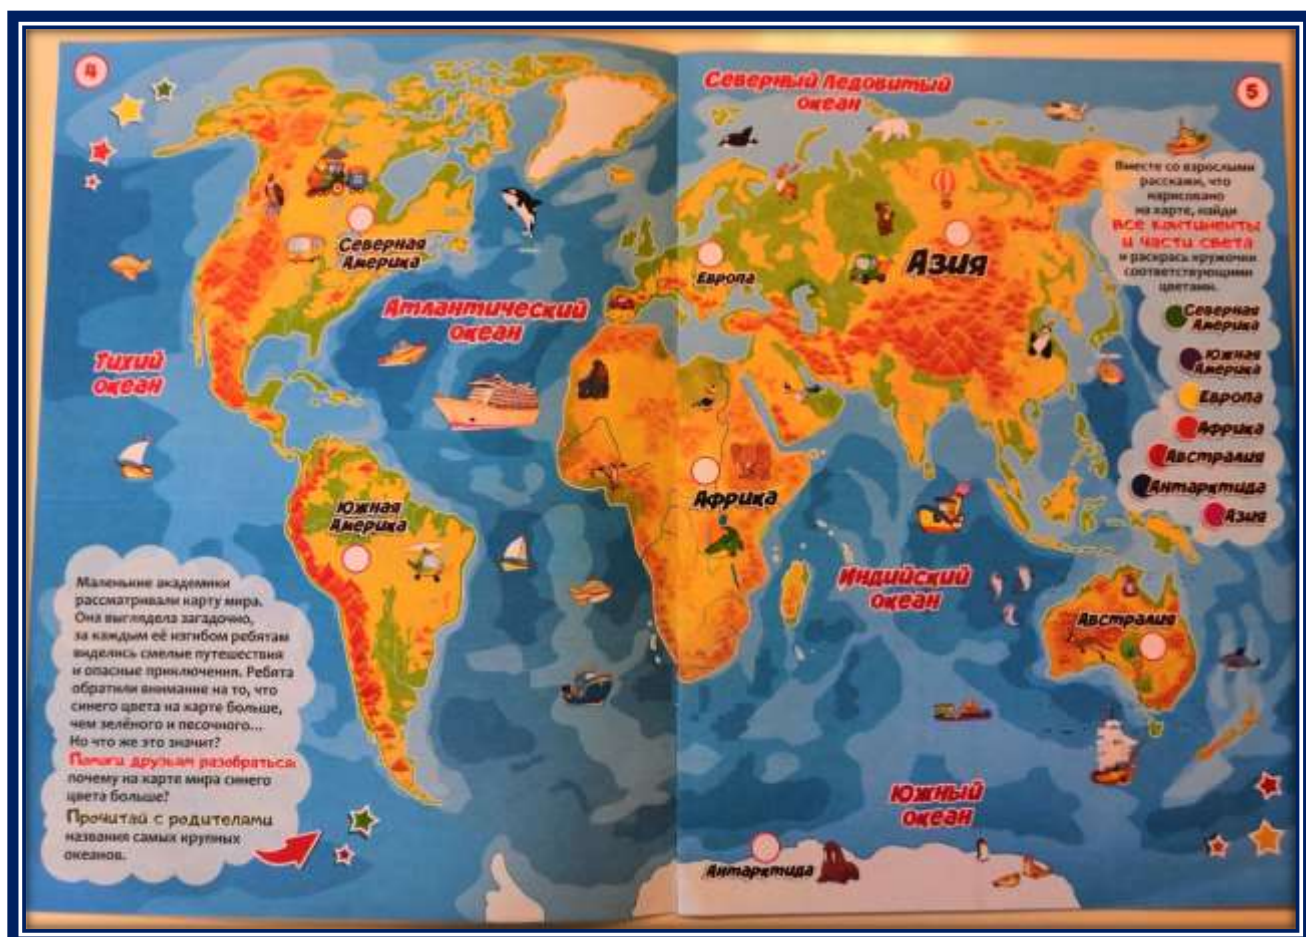 4
Северный Ледовитый
океан
5
Северная
Америка
Европа
Азия
Атлантический
океан
Тихий
океан
Африка
Южная
Америка
Индийский
океан
Австралия
Южный
океан
Антарктида
Вместе со взрослыми
расскажи, что
нарисовано
на карте, найди
все континенты
и части света
и раскрась кружочки
соответствующими
цветами.
Северная
Америка
Южная
Америка
Европа
Африка
Австралия
Антарктида
Азия
Маленькие академики
рассматривали карту мира.
Она выглядела загадочно,
за каждым её изгибом ребятам
виделись смелые путешествия
и опасные приключения. Ребята
обратили внимание на то, что
синего цвета на карте больше,
чем зелёного и песочного...
Но что же это значит?
Помоги друзьям разобраться:
почему на карте мира синего
цвета больше?
Прочитай с родителями
названия самых крупных
океанов.